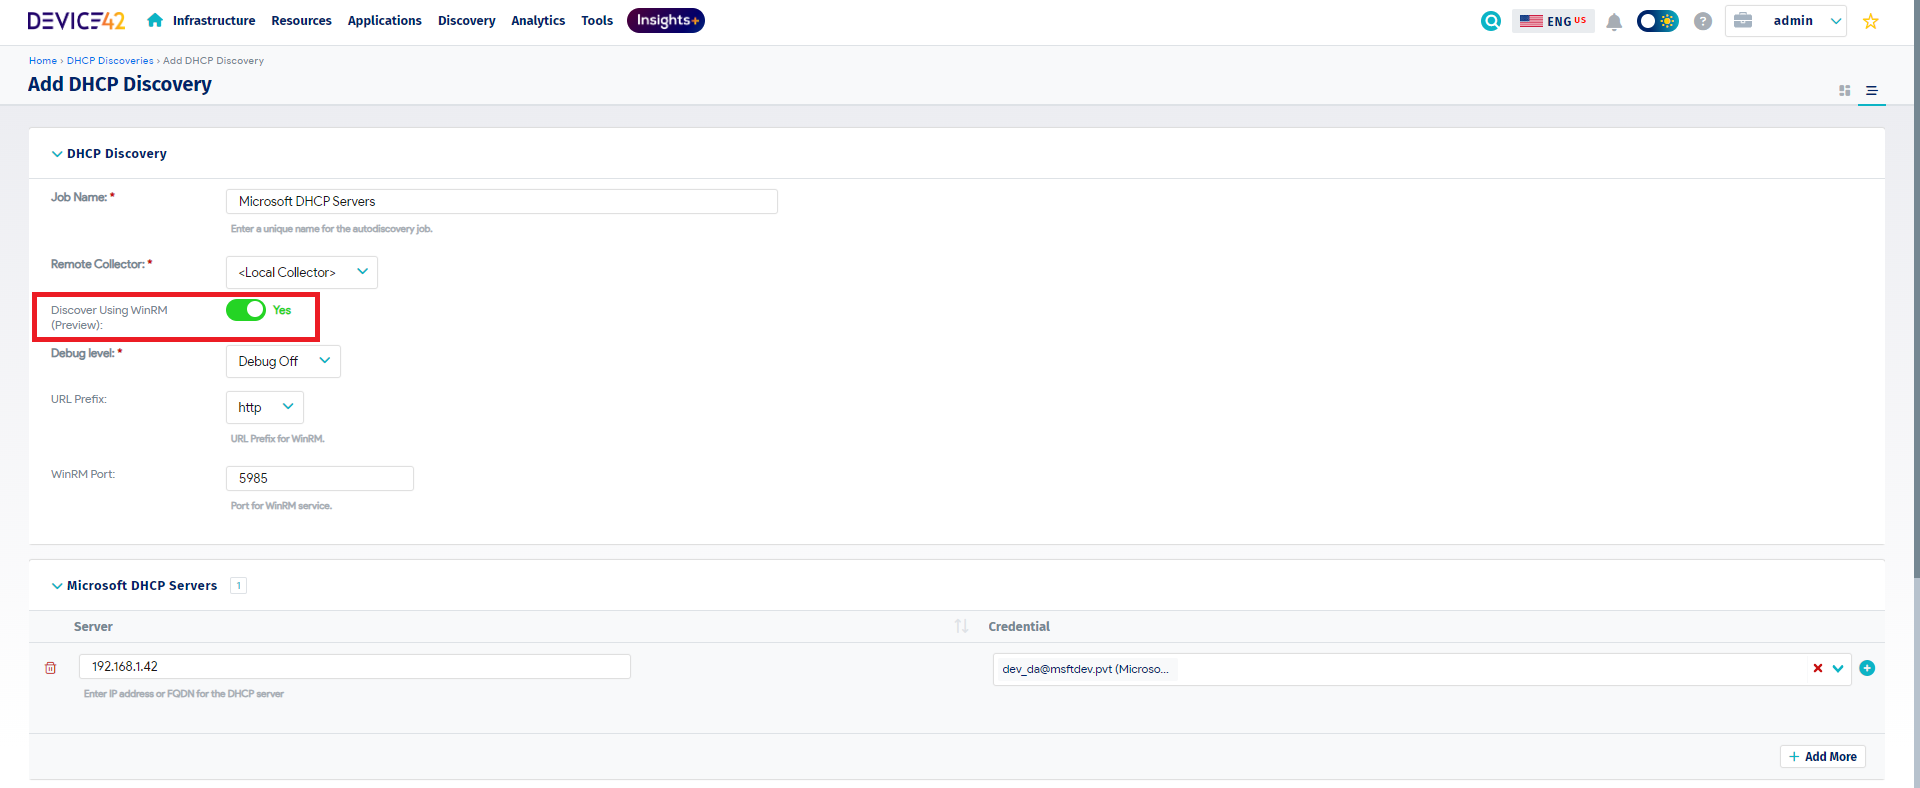 DEVICE42 Infrastructure Resources Applications Discovery Analytics Tools Insights+ ENG US ? admin
Home › DHCP Discoveries › Add DHCP Discovery
Add DHCP Discovery
DHCP Discovery
Job Name: * Microsoft DHCP Servers
Enter a unique name for the autodiscovery job.
Remote Collector: * <Local Collector>
Discover Using WinRM Yes
(Preview):
Debug level: * Debug Off
URL Prefix: http
URL Prefix for WinRM.
WinRM Port: 5985
Port for WinRM service.
Microsoft DHCP Servers 1
Server Credential
192.168.1.42 dev_da@msftdev.pvt (Microso...
Enter IP address or FQDN for the DHCP server
+ Add More